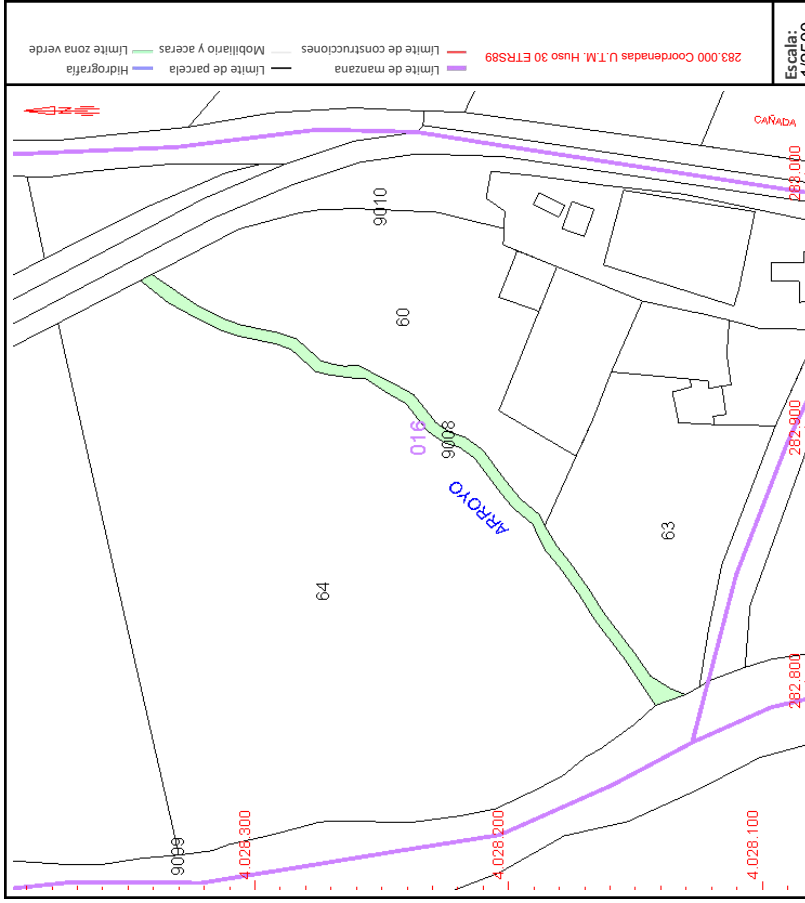 Límite zona verde
Hidrografía
Mobiliario y aceras
Límite de parcela
Límite de construcciones
Límite de manzana
283.000 Coordenadas U.T.M. Huso 30 ETRS89
Escala:
CAÑADA
283.000
9010
60
016
9008
282.900
ARROYO
63
64
282.800
9099
4.028.300
4.028.200
4.028.100